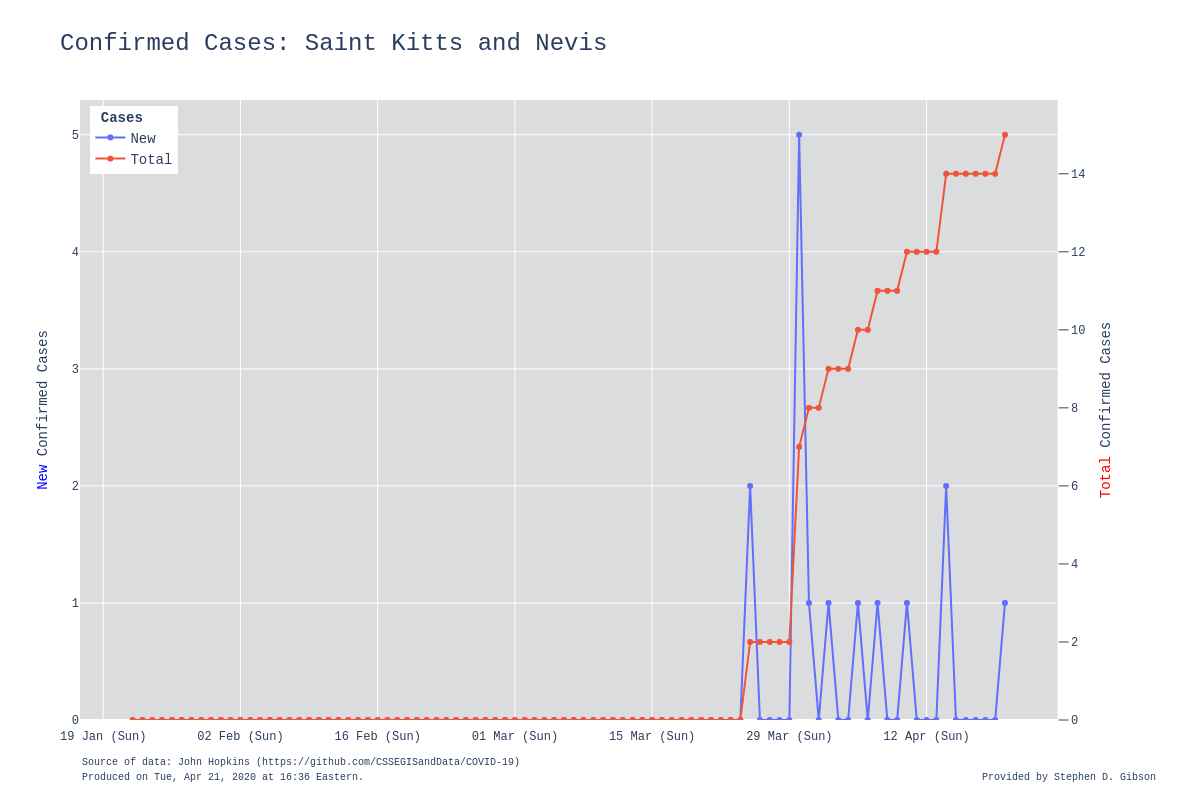 Confirmed Cases: Saint Kitts and Nevis
Cases
New
Total
5
4
3
2
1
0
New Confirmed Cases
14
12
10
8
6
4
2
0
Total Confirmed Cases
19 Jan (Sun)
02 Feb (Sun)
16 Feb (Sun)
01 Mar (Sun)
15 Mar (Sun)
29 Mar (Sun)
12 Apr (Sun)
Source of data: John Hopkins (https://github.com/CSSEGISandData/COVID-19)
Produced on Tue, Apr 21, 2020 at 16:36 Eastern.
Provided by Stephen D. Gibson